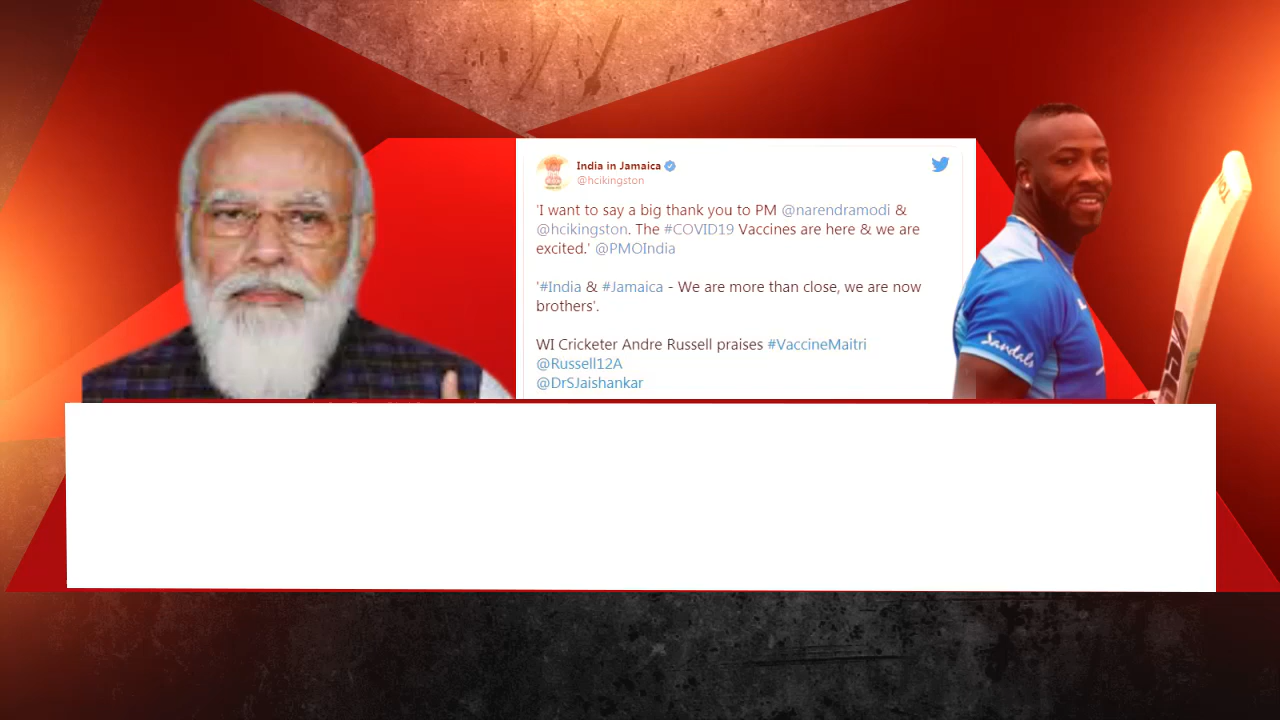 India in Jamaica
@hcikingston
'I want to say a big thank you to PM @narendramodi &
@hcikingston. The #COVID19 Vaccines are here & we are
excited.' @PMOIndia
'#India & #Jamaica - We are more than close, we are now
brothers'.
WI Cricketer Andre Russell praises #VaccineMaitri
@Russell12A
@DrSJaishankar
Sandals